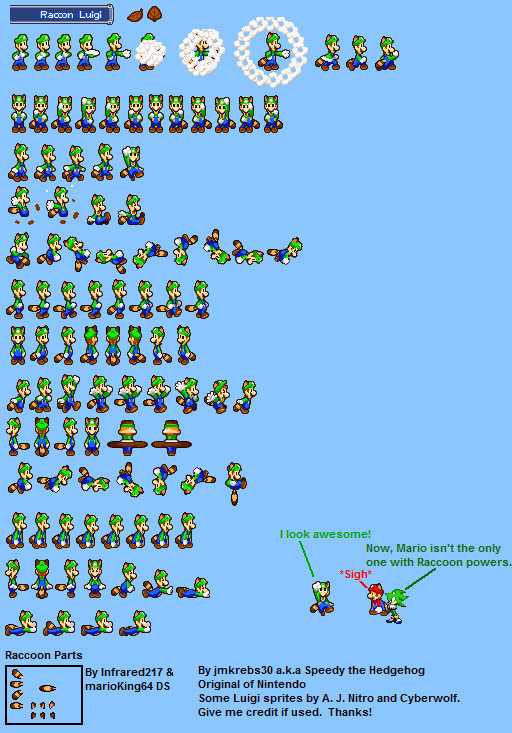 Raccoon Luigi
I look awesome!
Now, Mario isn't the only
one with Raccoon powers.
*Sigh*
Raccoon Parts
By Infrared217 &
marioKing64 DS
By jmkrebs30 a.k.a Speedy the Hedgehog
Original of Nintendo
Some Luigi sprites by A. J. Nitro and Cyberwolf.
Give me credit if used.  Thanks!